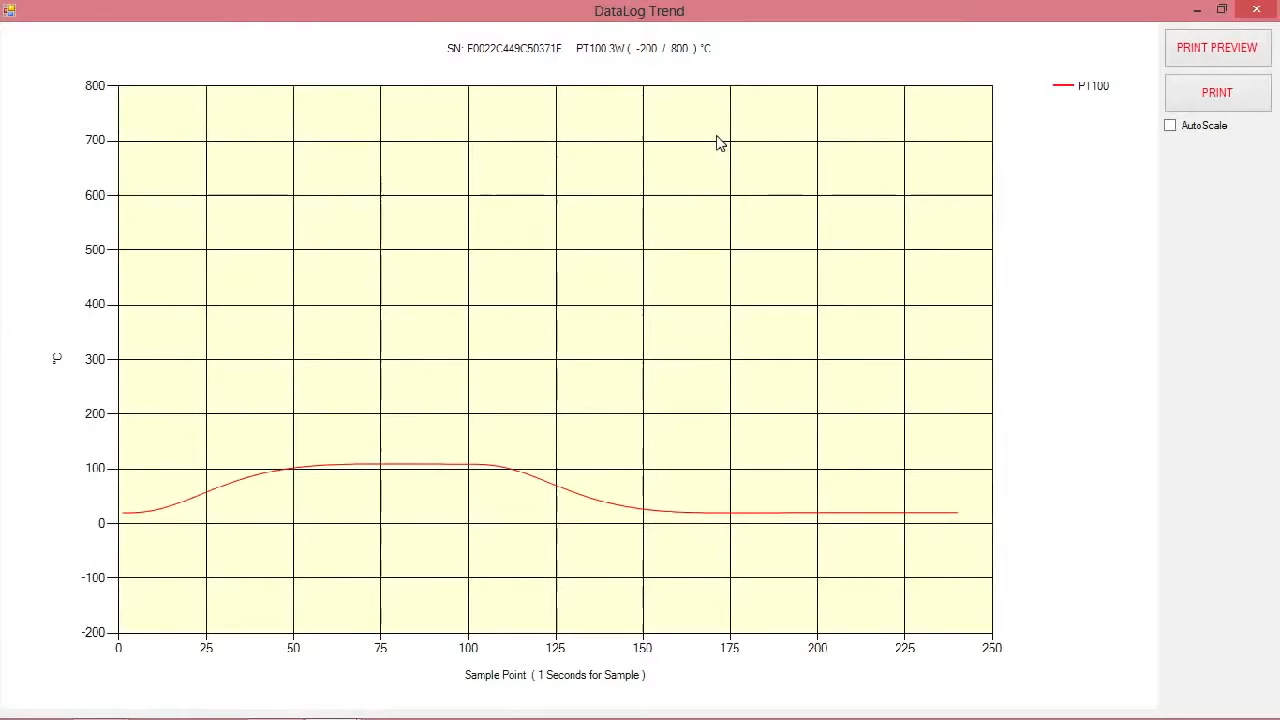 DataLog Trend
PT100 3W ( -200 / 800 ) °C
PRINT PREVIEW
PRINT
AutoScale
PT100
800
700
600
500
400
300
200
100
0
-100
-200
°C
0 25 50 75 100 125 150 175 200 225 250
Sample Point ( 1 Seconds for Sample )